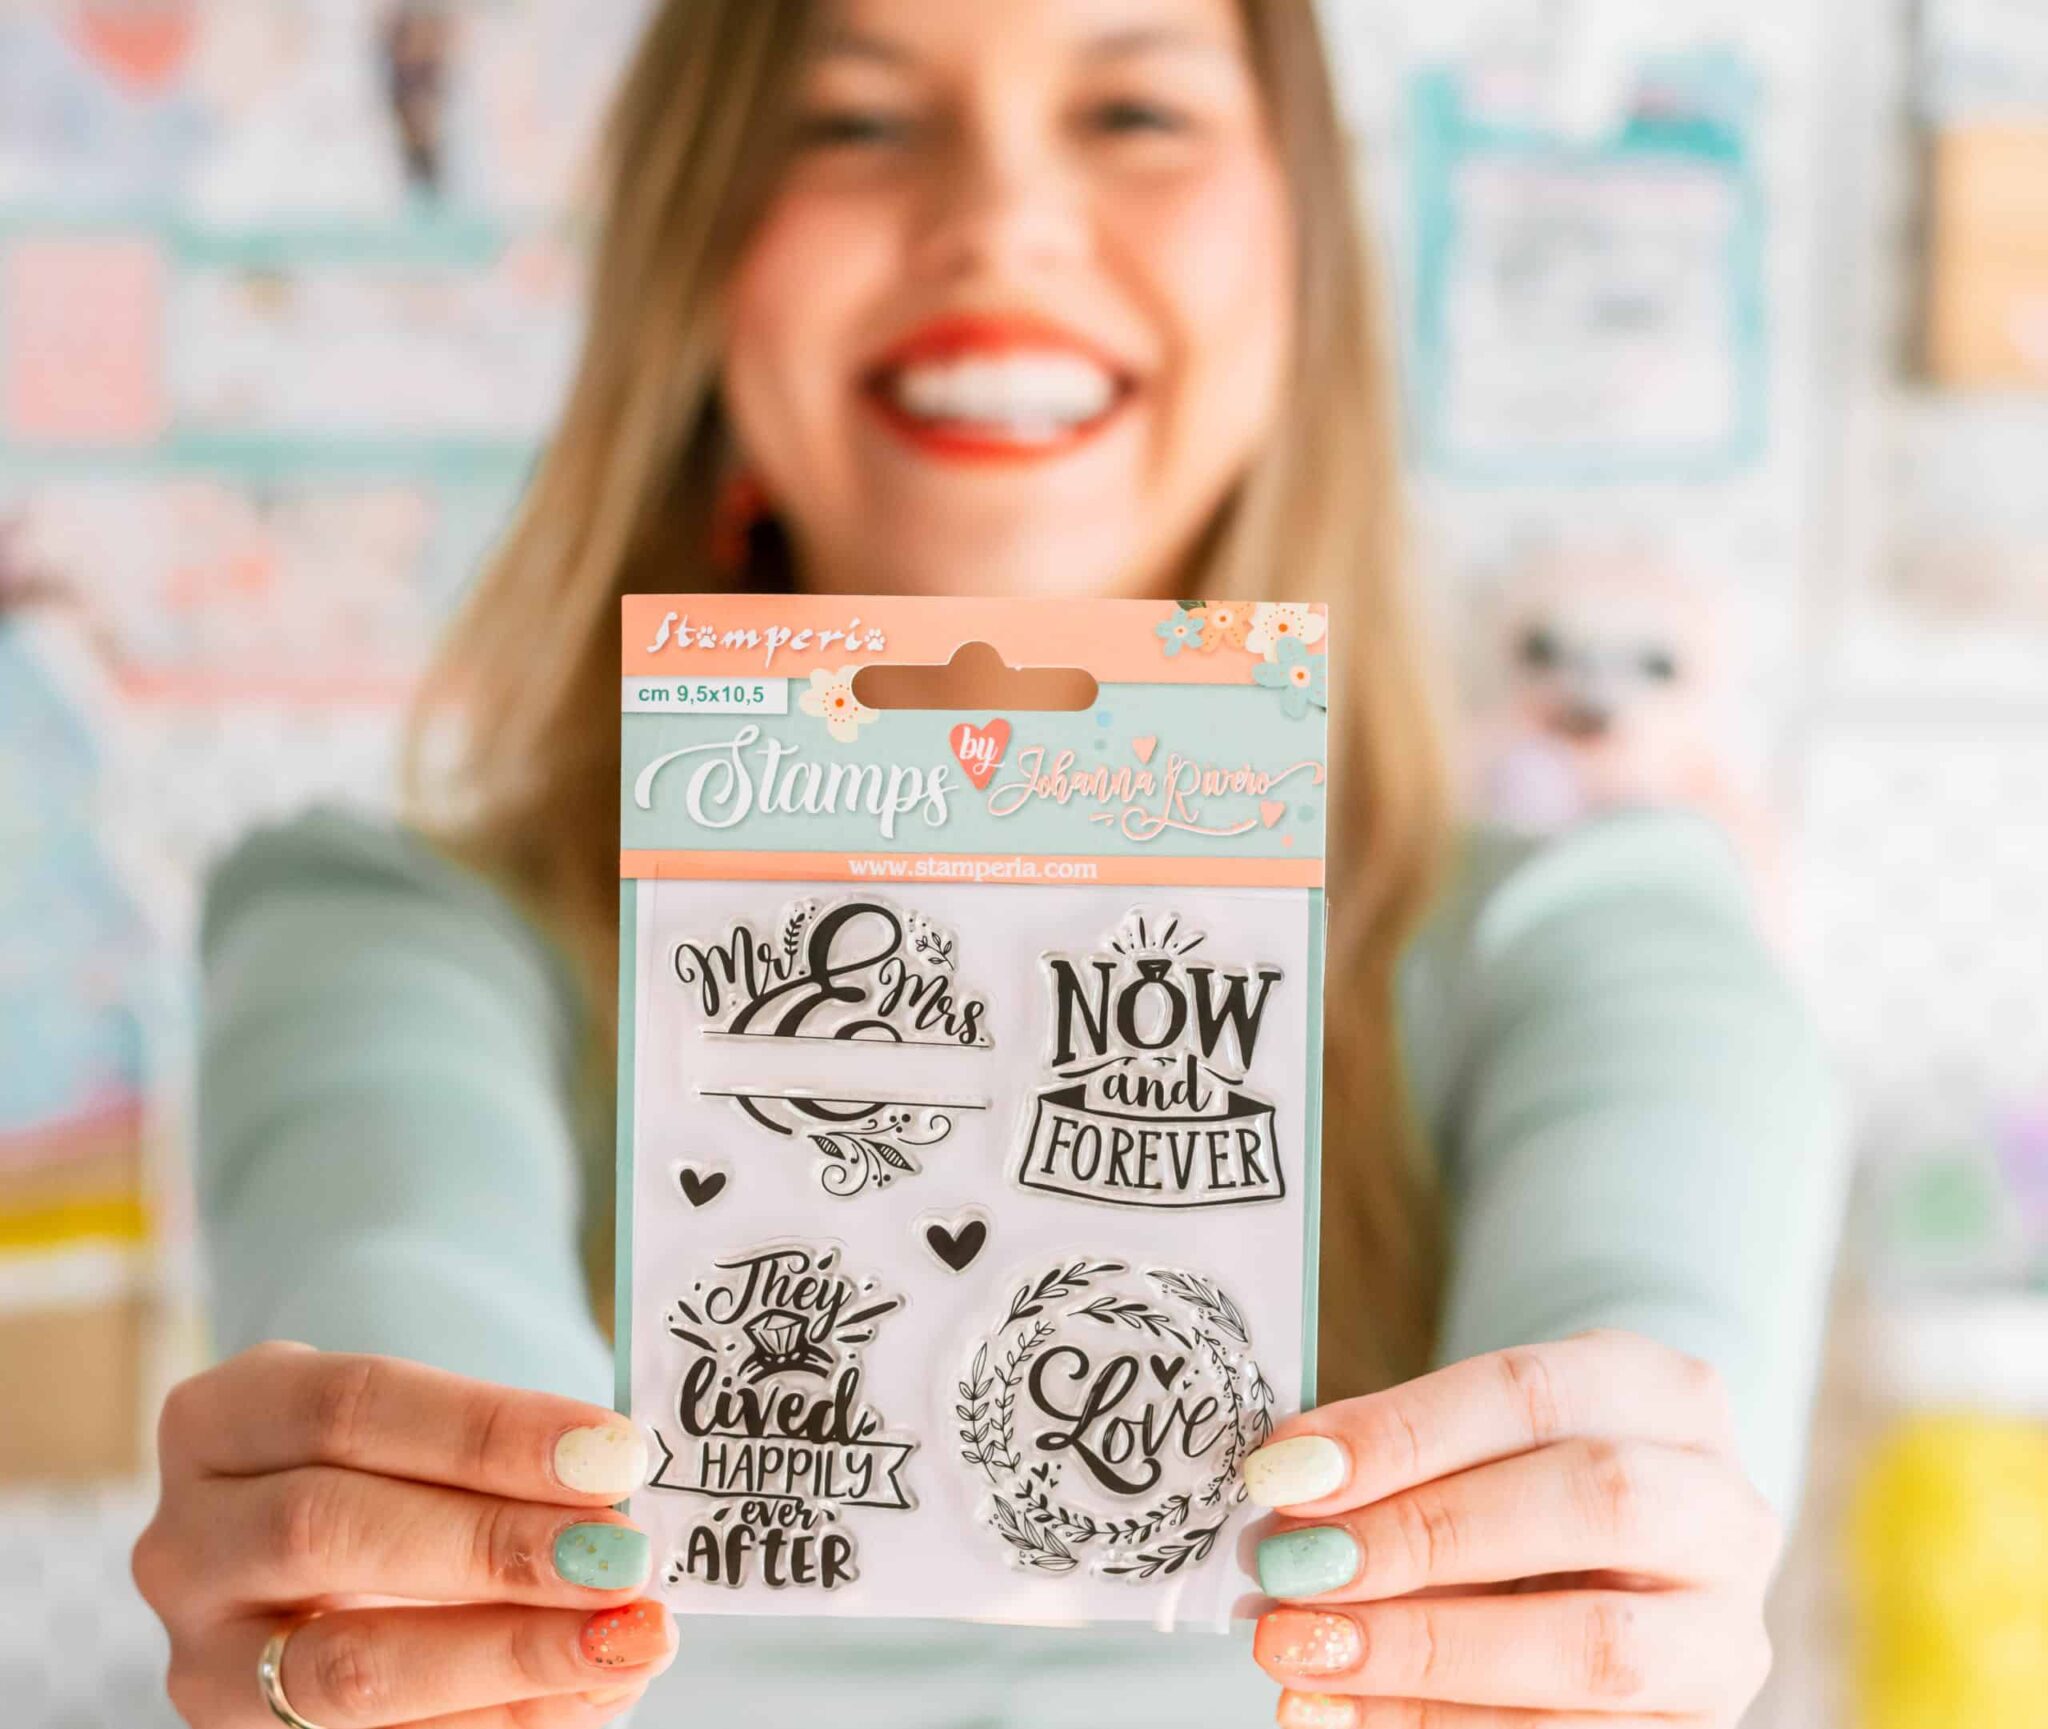 Stamperia
cm 9,5x10,5
Stamps by Johanna Rivero
www.stamperia.com
Mr. & Mrs.
NOW
and
FOREVER
They
lived
HAPPILY
ever
AFTER
Love